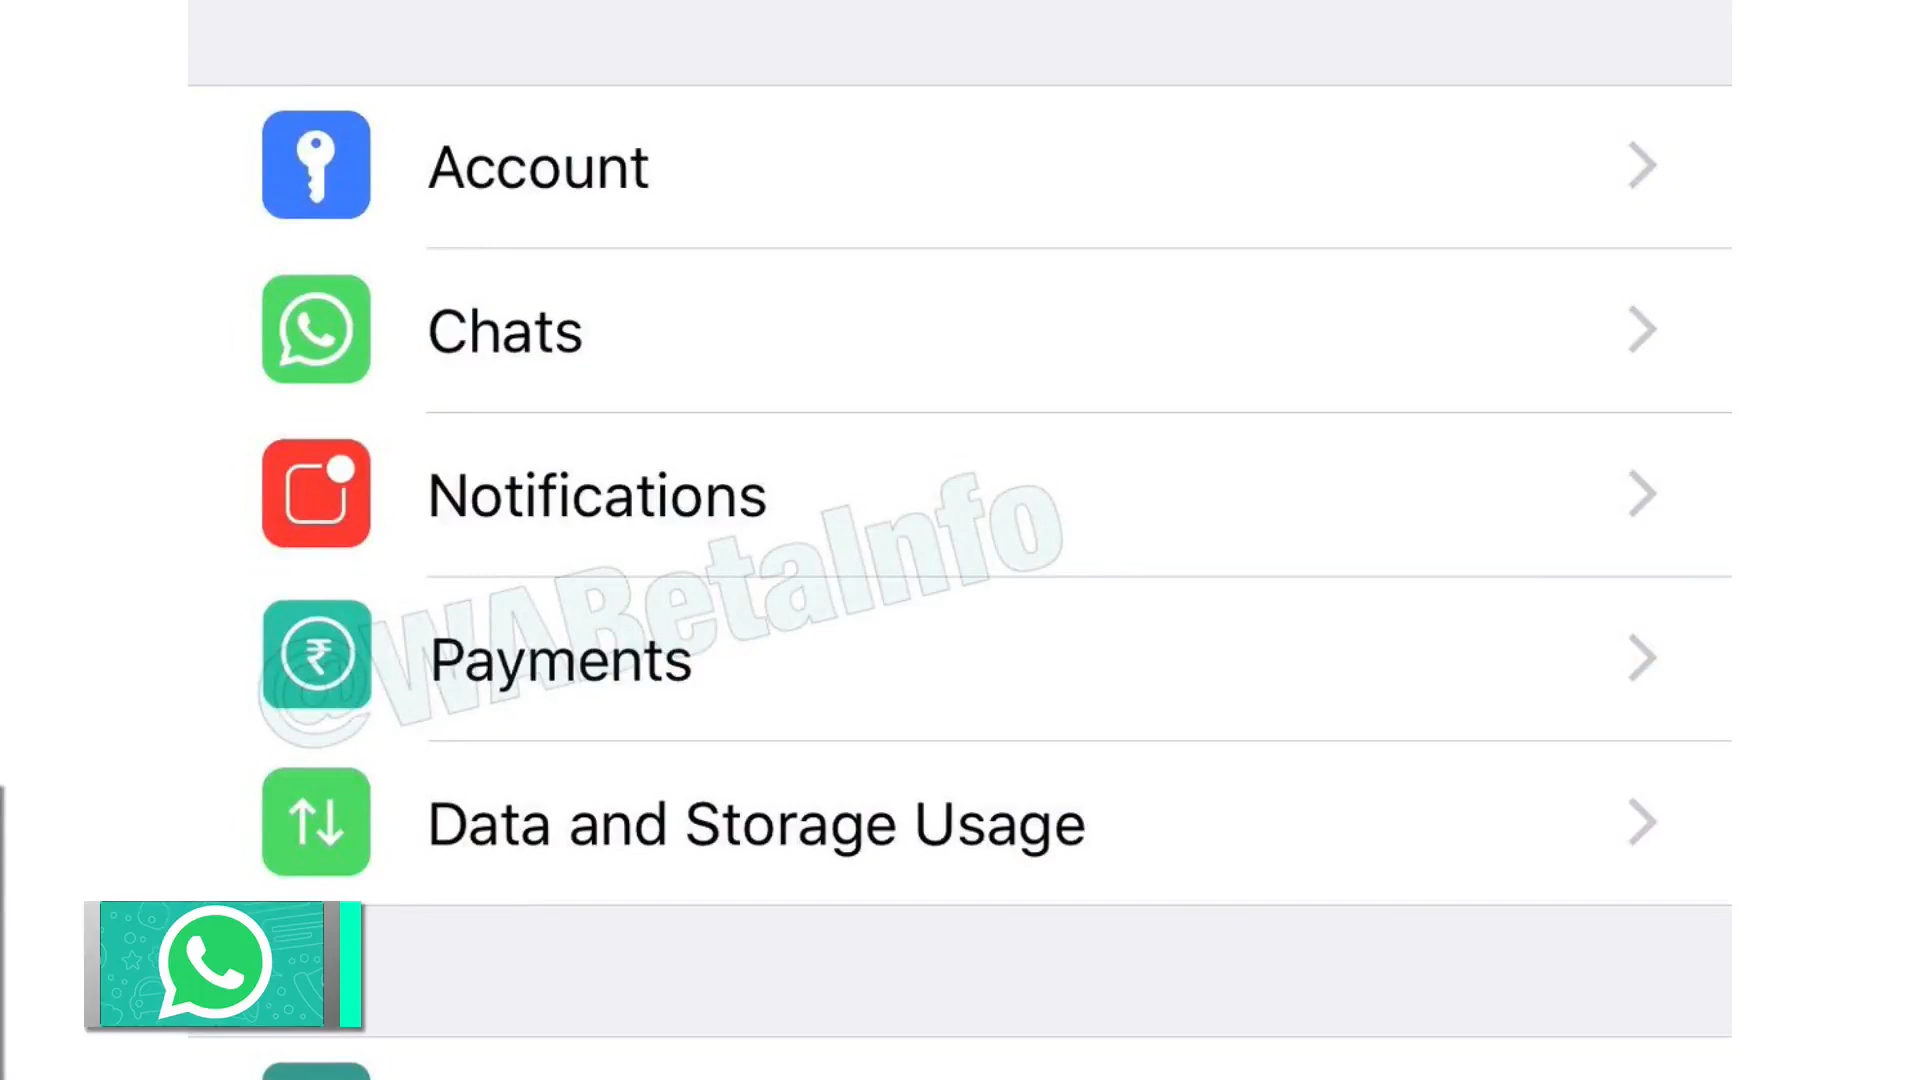 Account
Chats
Notifications
@WABetaInfo
₹
Payments
Data and Storage Usage